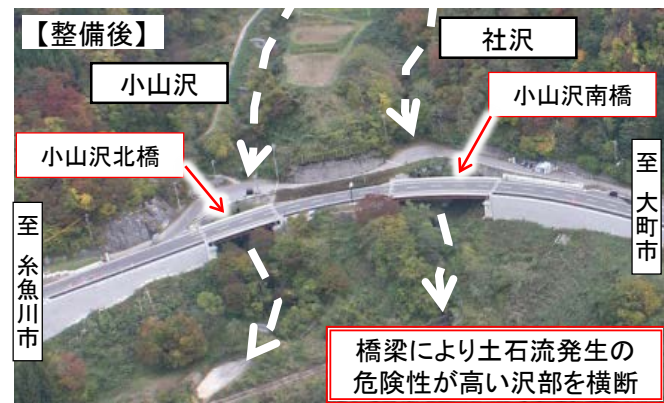 【整備後】
小山沢
社沢
小山沢北橋
小山沢南橋
至 糸魚川市
至 大町市
橋梁により土石流発生の
危険性が高い沢部を横断